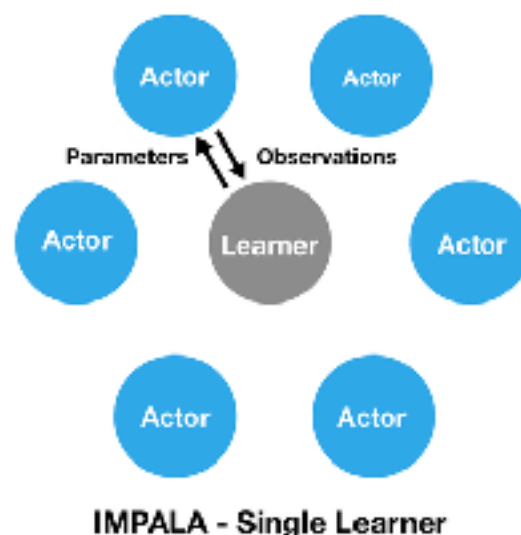 Actor
Actor
Parameters
Observations
Actor
Learner
Actor
Actor
Actor
IMPALA - Single Learner